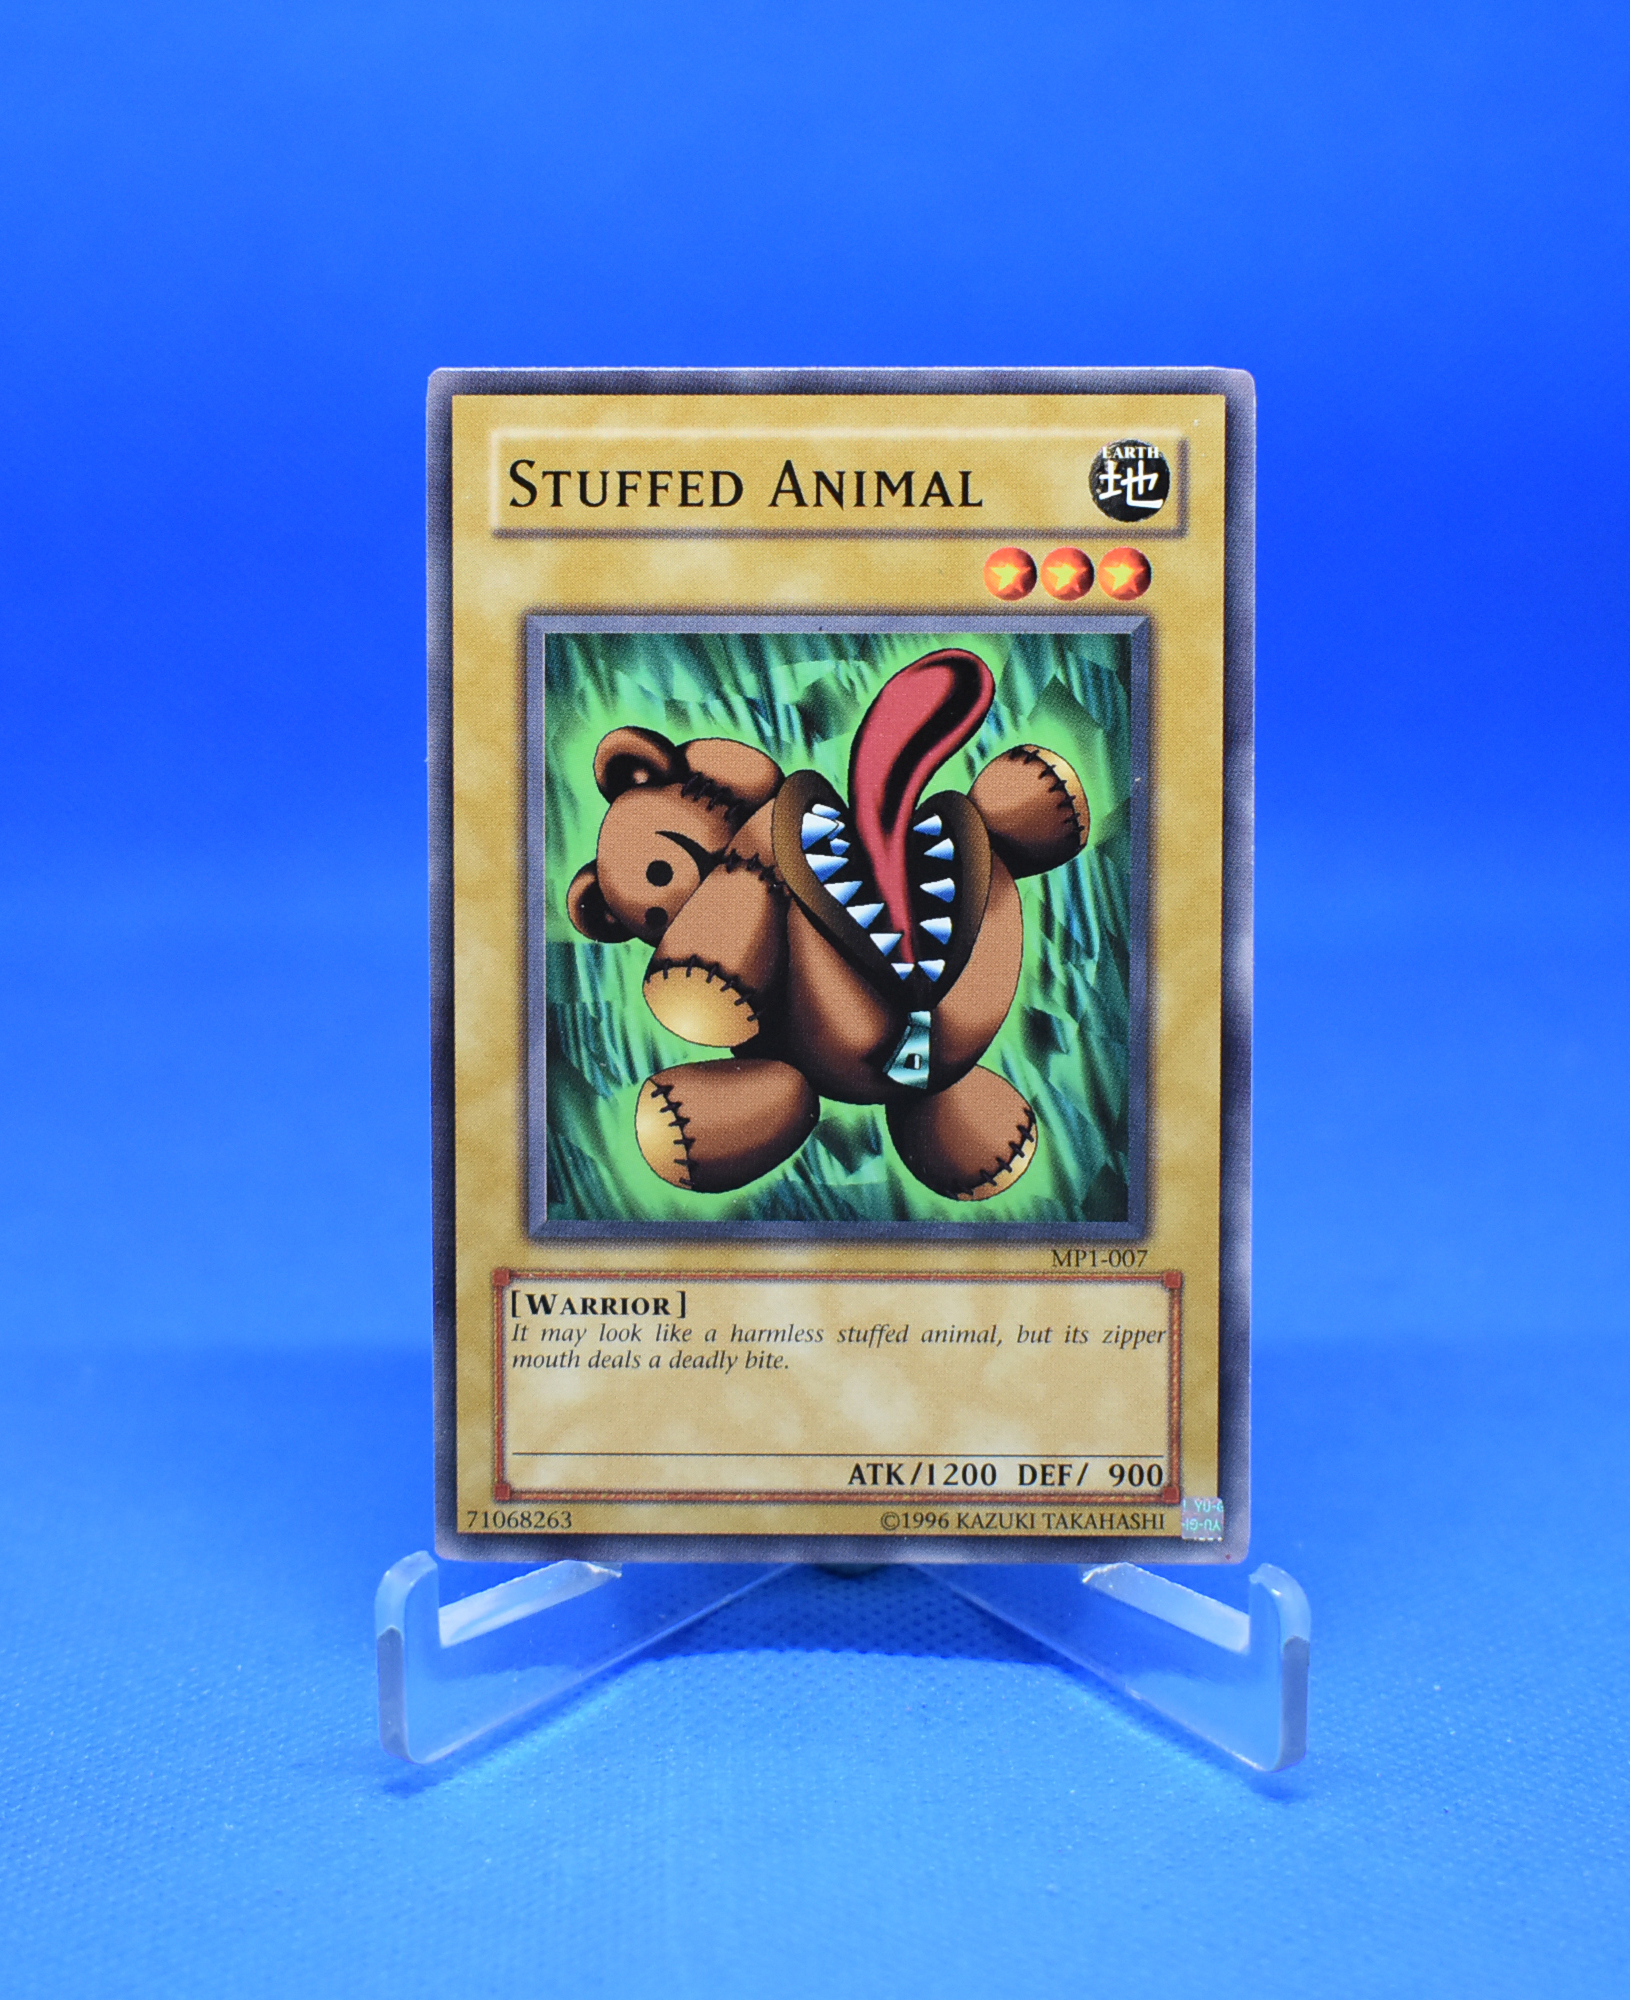 STUFFED ANIMAL
EARTH
地
MP1-007
[WARRIOR]
It may look like a harmless stuffed animal, but its zipper
mouth deals a deadly bite.
ATK/1200 DEF/ 900
71068263
©1996 KAZUKI TAKAHASHI